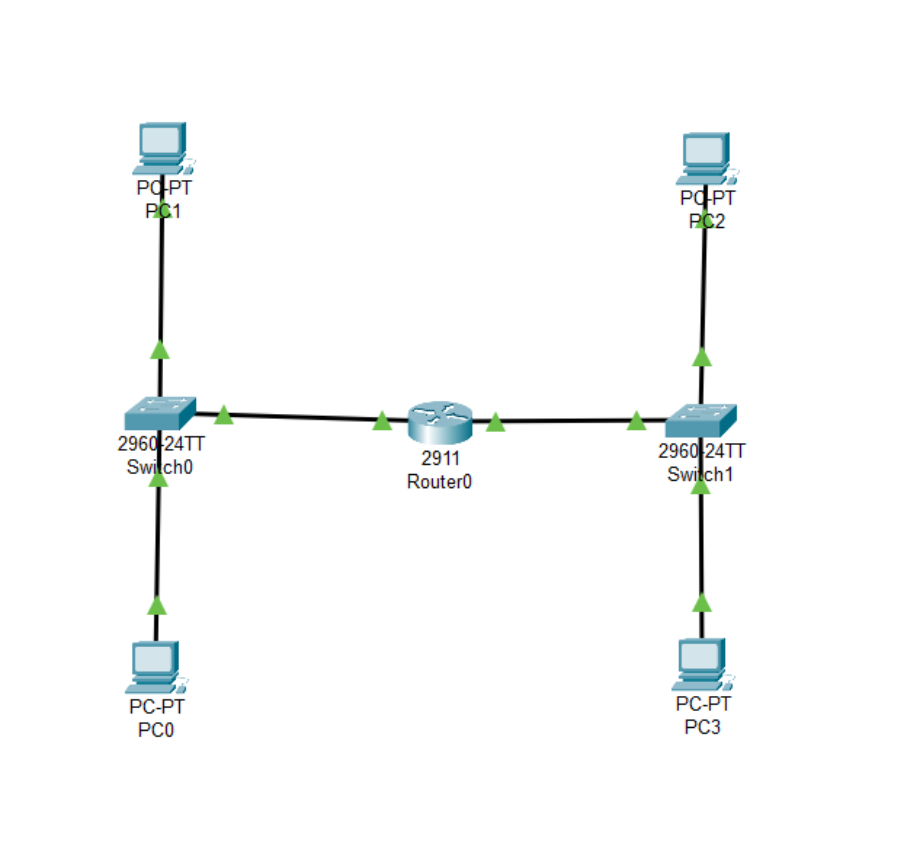 PC-PT
PC1
PC-PT
PC2
2960-24TT
Switch0
2911
Router0
2960-24TT
Switch1
PC-PT
PC0
PC-PT
PC3